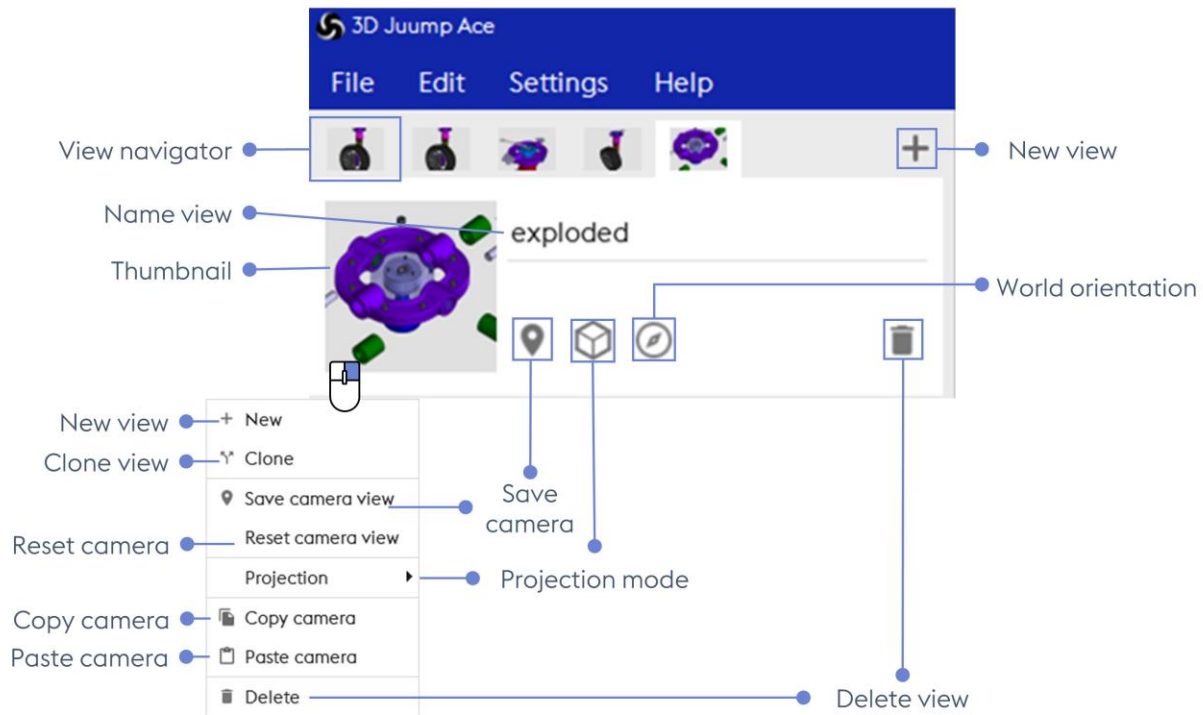 3D Juump Ace
File Edit Settings Help
View navigator
New view
Name view
exploded
Thumbnail
World orientation
New view
+ New
Clone view
Clone
Save camera view
Save
camera
Reset camera
Reset camera view
Projection
Projection mode
Copy camera
Copy camera
Paste camera
Paste camera
Delete
Delete view